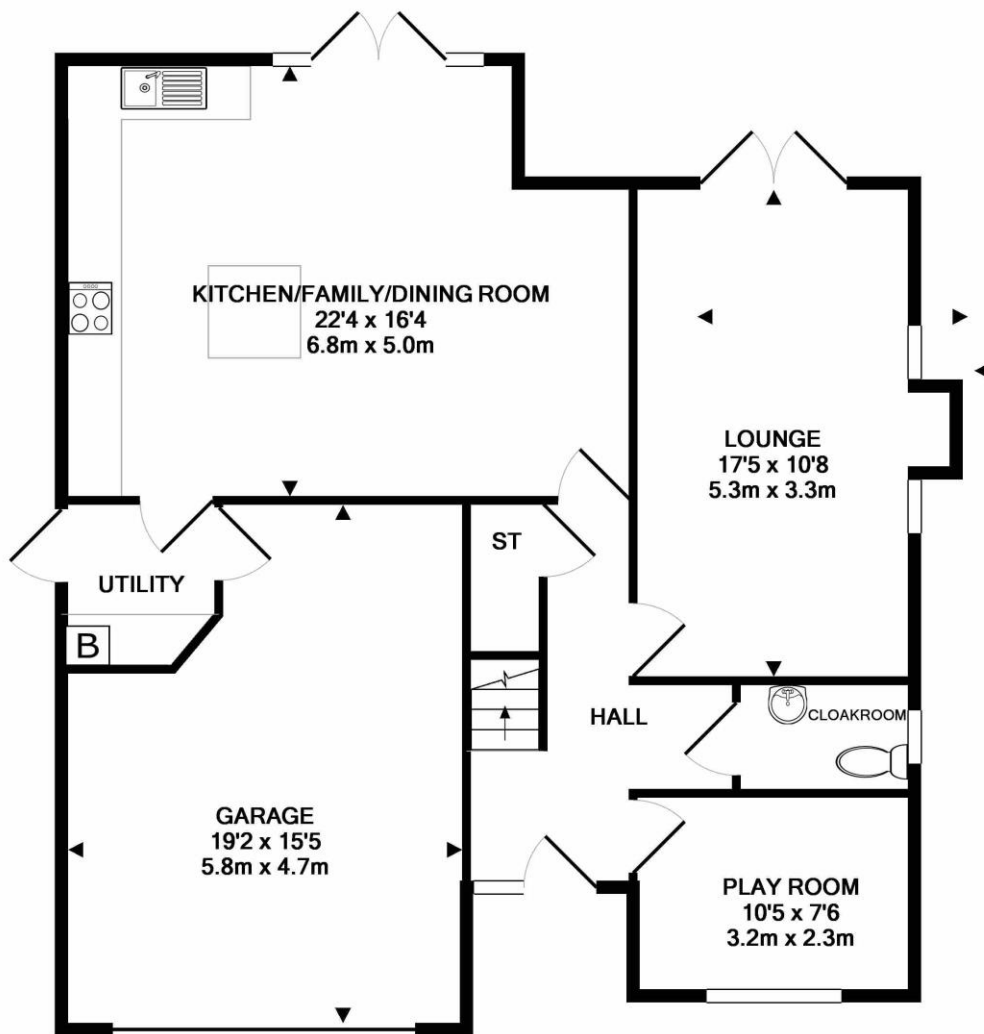 KITCHEN/FAMILY/DINING ROOM
22'4 x 16'4
6.8m x 5.0m
LOUNGE
17'5 x 10'8
5.3m x 3.3m
ST
UTILITY
B
HALL
CLOAKROOM
GARAGE
19'2 x 15'5
5.8m x 4.7m
PLAY ROOM
10'5 x 7'6
3.2m x 2.3m